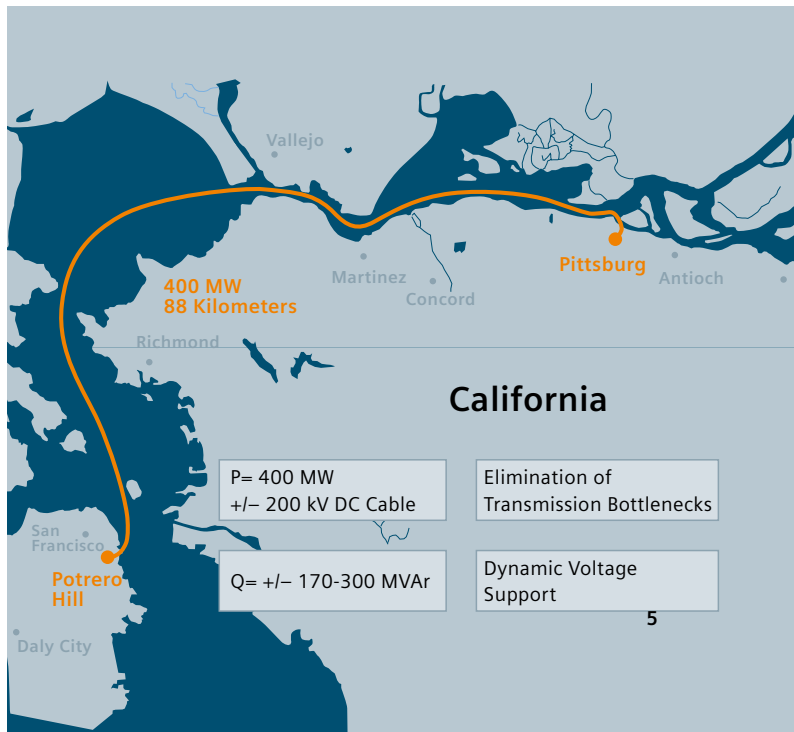 Vallejo
Martinez
Concord
Pittsburg
Antioch
400 MW
88 Kilometers
Richmond
California
P= 400 MW
+/– 200 kV DC Cable
Elimination of
Transmission Bottlenecks
San
Francisco
Potrero
Hill
Q= +/– 170-300 MVAr
Dynamic Voltage
Support
5
Daly City